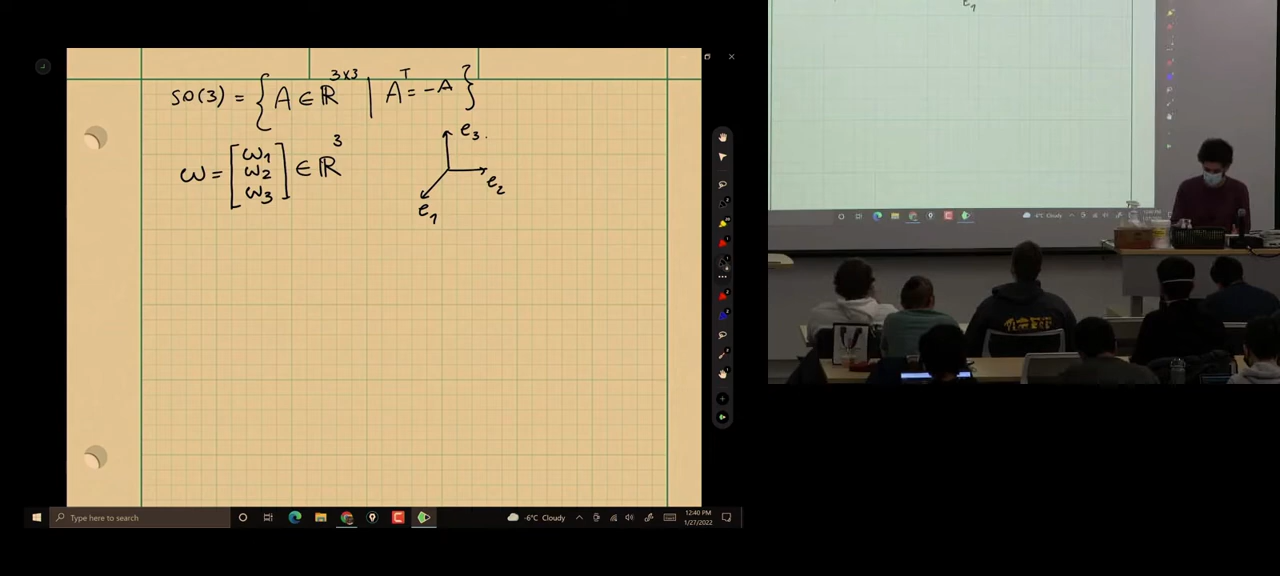 so(3) = { A ∈ ℝ^{3×3} | A^T = -A }
ω = [ω1 ω2 ω3] ∈ ℝ^3
e3
e2
e1
Type here to search
-6°C Cloudy
12:40 PM
1/27/2022
e1